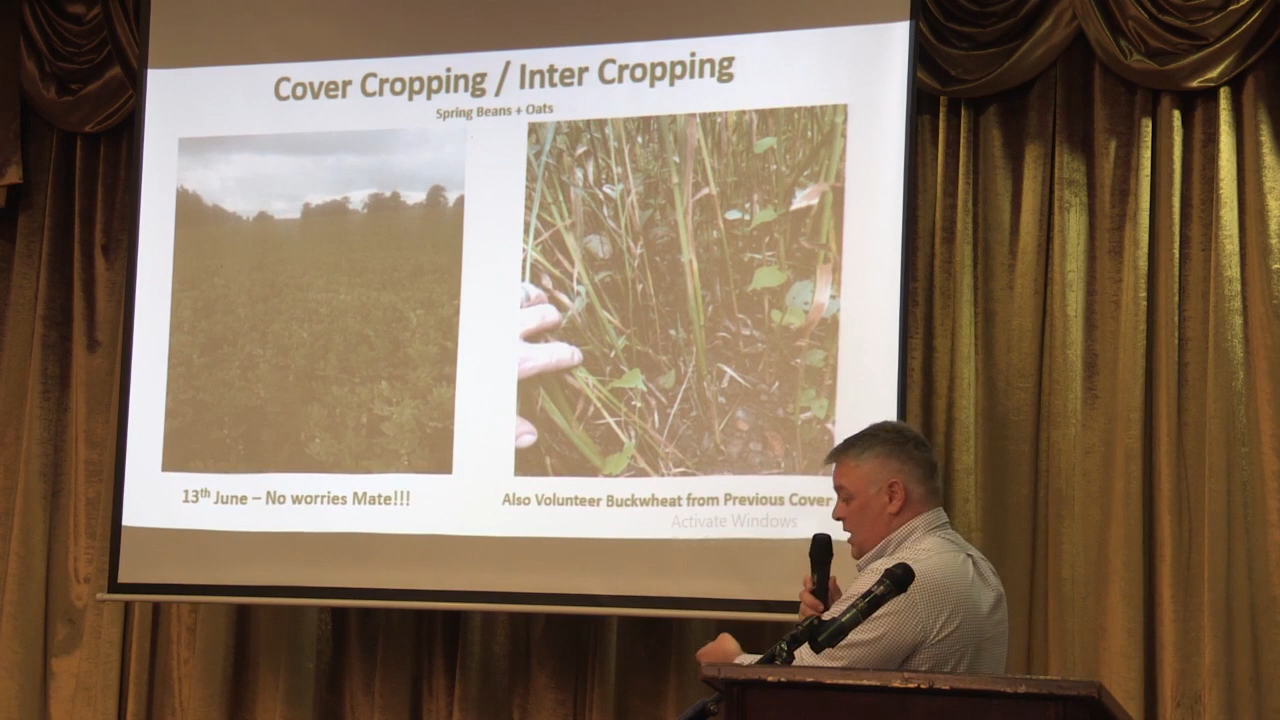 Cover Cropping / Inter Cropping
Spring Beans + Oats
13th June – No worries Mate!!!
Also Volunteer Buckwheat from Previous Cover
Activate Windows